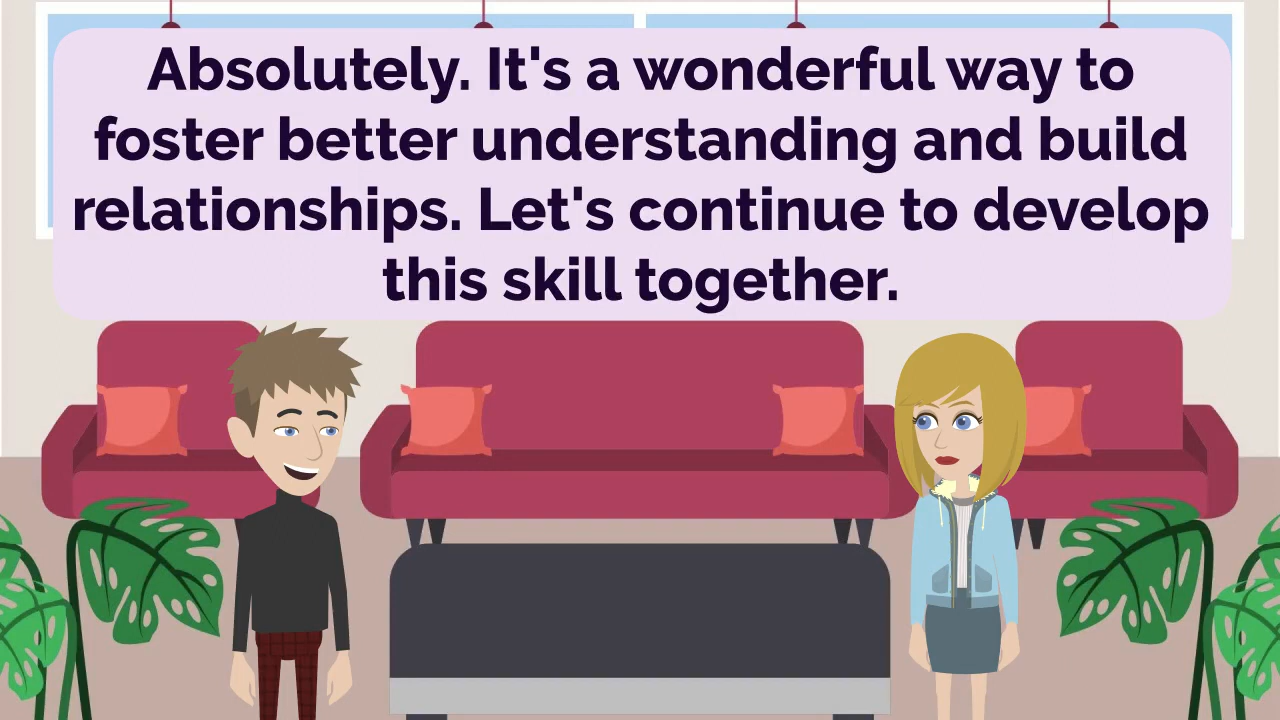 Absolutely. It's a wonderful way to
foster better understanding and build
relationships. Let's continue to develop
this skill together.